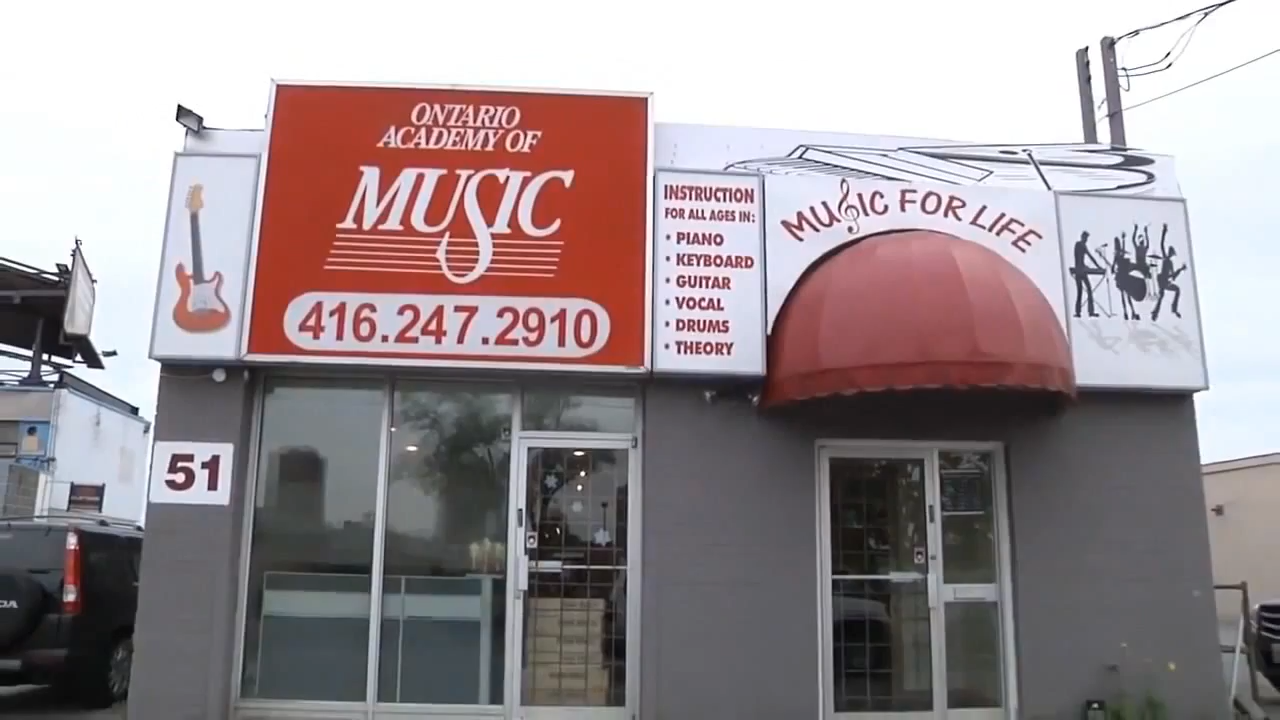 ONTARIO
ACADEMY OF
MUSIC
416.247.2910
INSTRUCTION
FOR ALL AGES IN:
• PIANO
• KEYBOARD
• GUITAR
• VOCAL
• DRUMS
• THEORY
MUSIC FOR LIFE
51